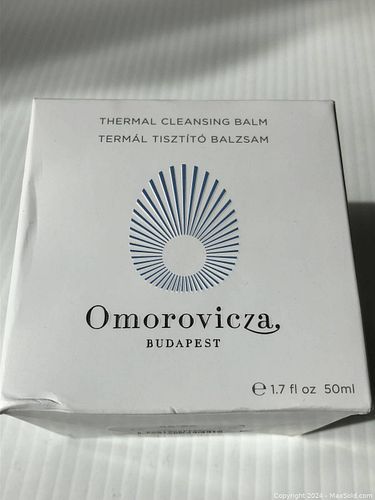 THERMAL CLEANSING BALM
TERMÁL TISZTÍTÓ BALZSAM
Omorovicza
BUDAPEST
℮ 1.7 fl oz 50ml
Copyright 2024 - MaxSold.com